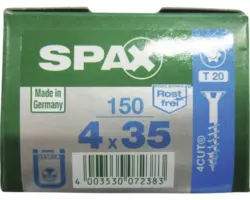 SPAX
T 20
Made in
Germany
Rost
frei
150
4 x 35
4CUT®
4 003530 072383